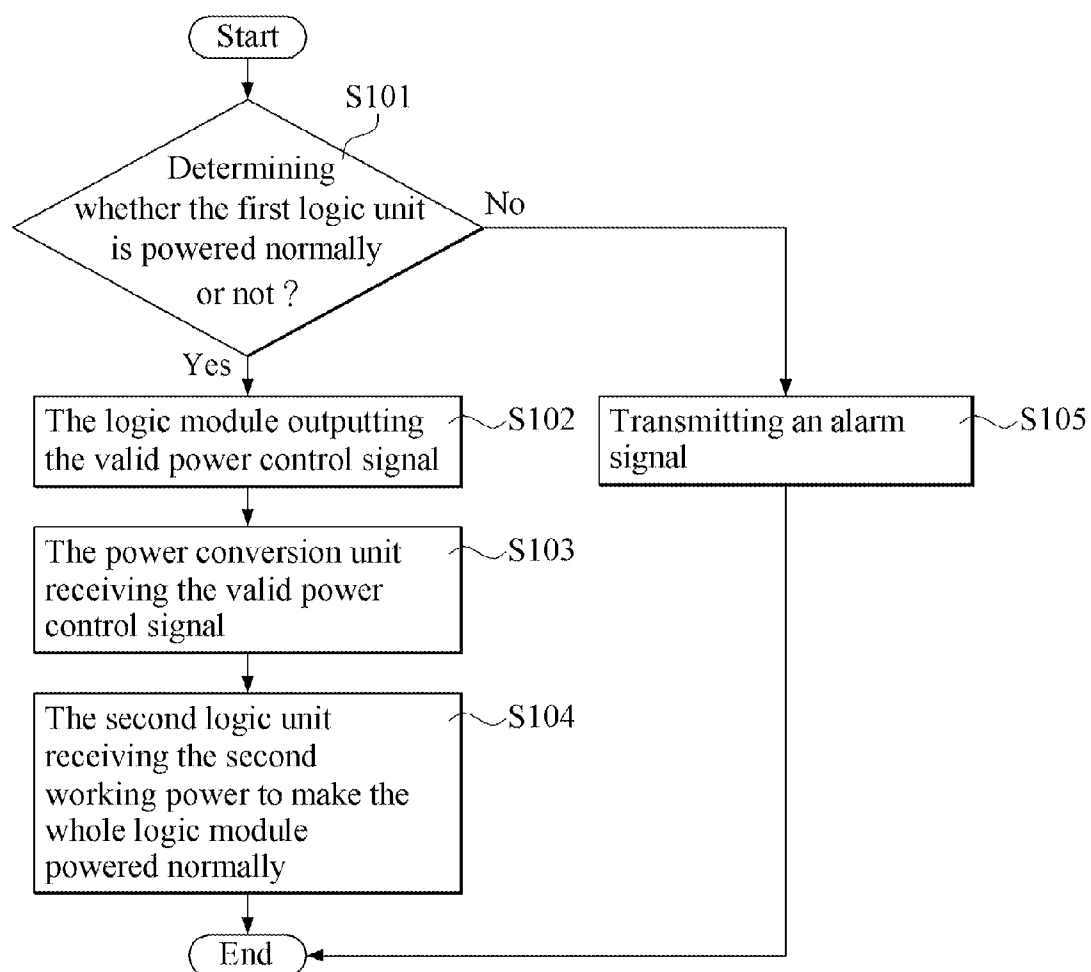 Start
S101
Determining
whether the first logic unit
is powered normally
or not ?
No
Yes
The logic module outputting
the valid power control signal
S102
Transmitting an alarm
signal
S105
The power conversion unit
receiving the valid power
control signal
S103
The second logic unit
receiving the second
working power to make the
whole logic module
powered normally
S104
End